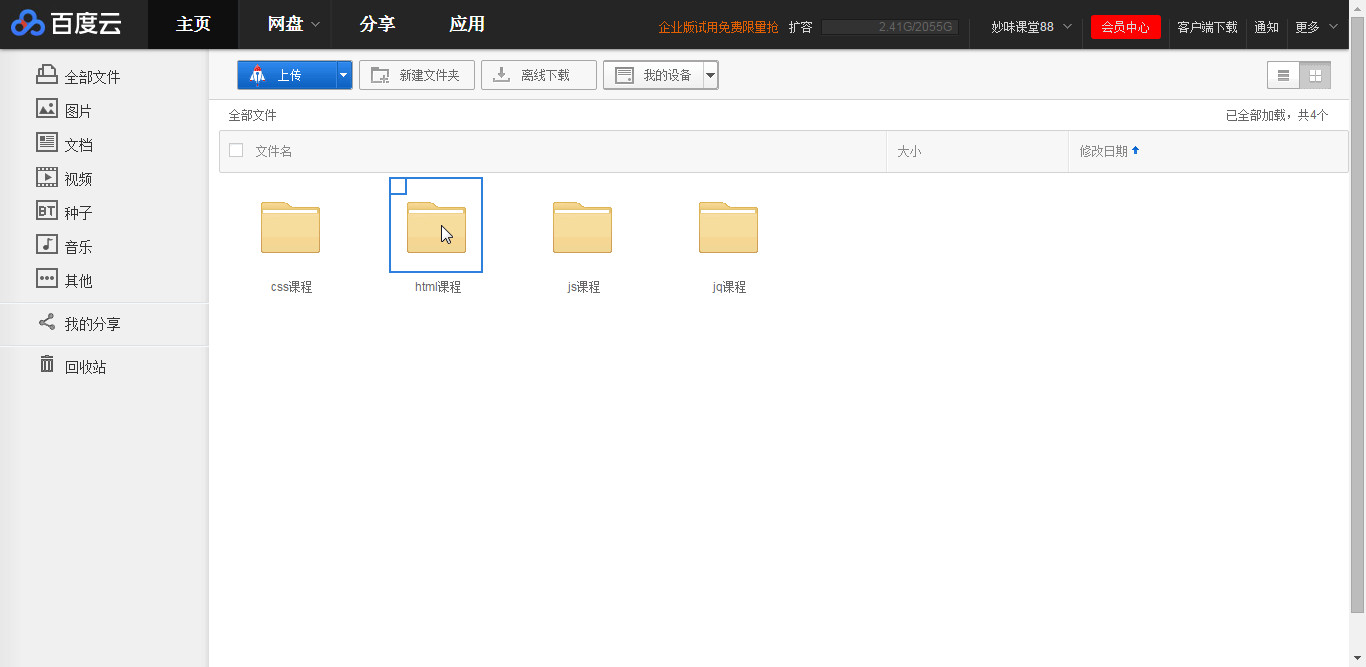 百度云 主页 网盘 分享 应用 企业版试用免费限量抢 扩容 2.41G/2055G 妙味课堂88 会员中心 客户端下载 通知 更多
全部文件
图片
文档
视频
BT 种子
音乐
其他
我的分享
回收站
上传 新建文件夹 离线下载 我的设备
全部文件 已全部加载，共4个
文件名 大小 修改日期
css课程 html课程 js课程 jq课程